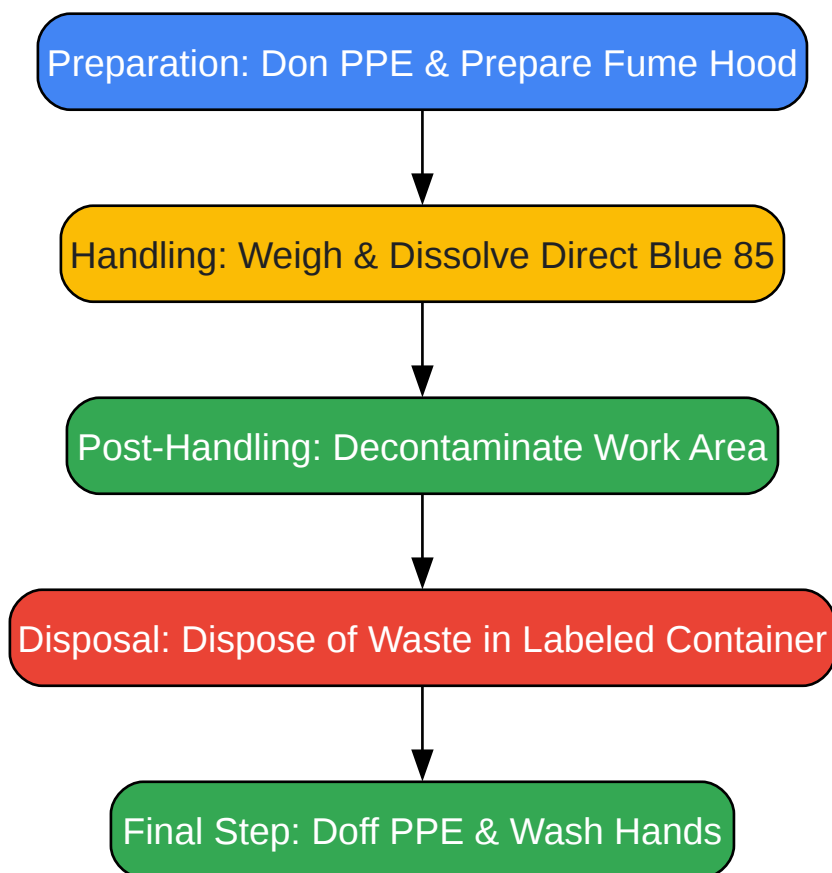 Preparation: Don PPE & Prepare Fume Hood
Handling: Weigh & Dissolve Direct Blue 85
Post-Handling: Decontaminate Work Area
Disposal: Dispose of Waste in Labeled Container
Final Step: Doff PPE & Wash Hands